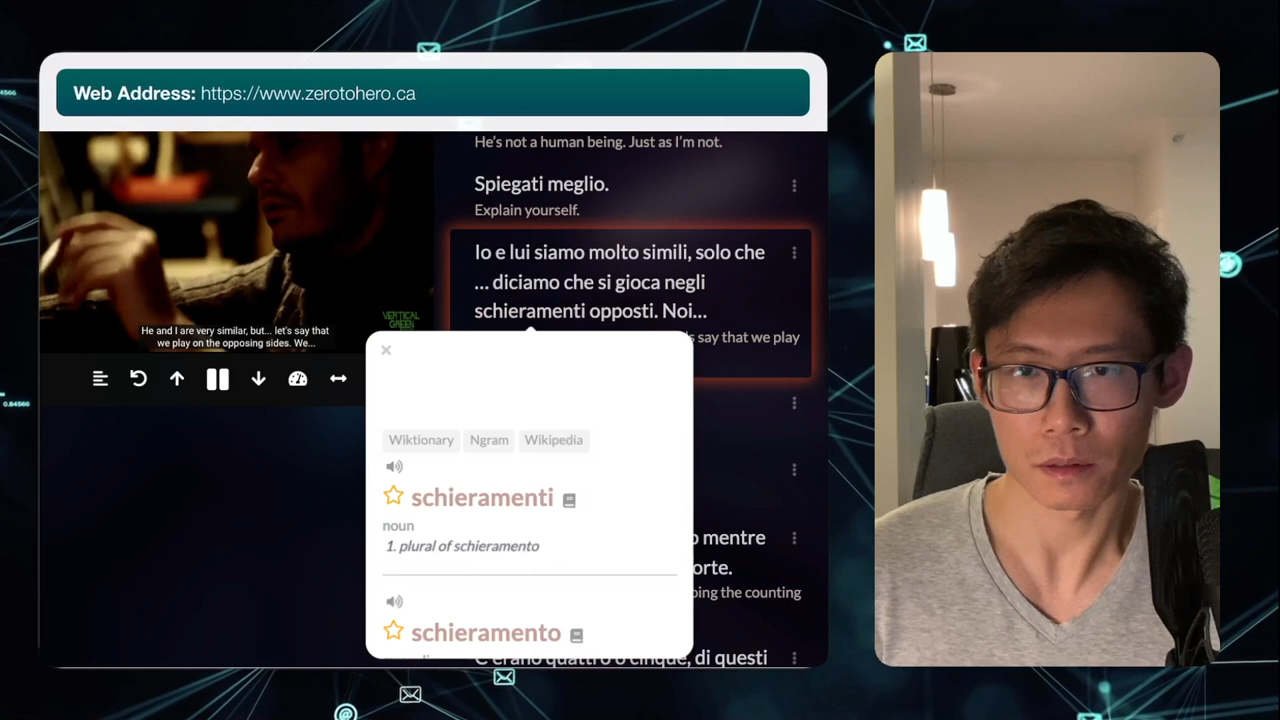 4566
Web Address: https://www.zerotohero.ca
He's not a human being. Just as I'm not.
Spiegati meglio.
Explain yourself.
Io e lui siamo molto simili, solo che
... diciamo che si gioca negli
schieramenti opposti. Noi...
s say that we play
VERTICAL
GREEN
He and I are very similar, but... let's say that
we play on the opposing sides. We...
Wiktionary Ngram Wikipedia
schieramenti
noun
1. plural of schieramento
schieramento
o mentre
orte.
oing the counting
C'erano quattro o cinque, di questi
0.84566